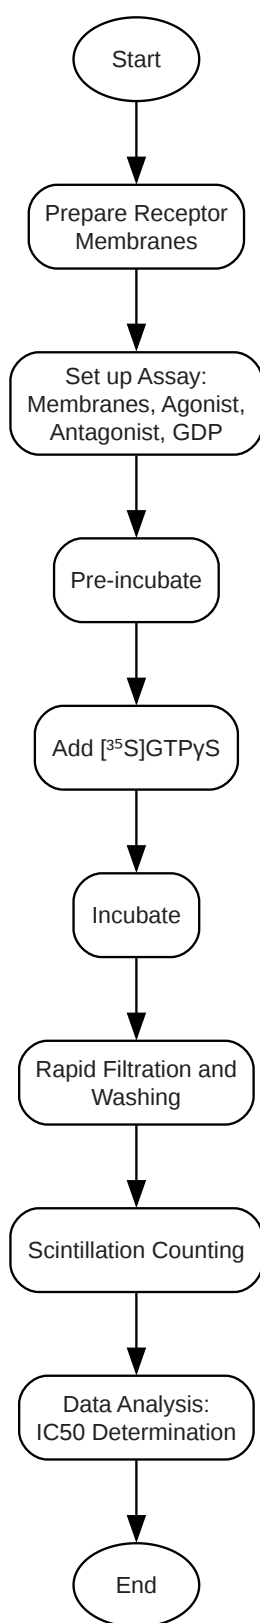 Start
Prepare Receptor
Membranes
Set up Assay:
Membranes, Agonist,
Antagonist, GDP
Pre-incubate
Add [³⁵S]GTPγS
Incubate
Rapid Filtration and
Washing
Scintillation Counting
Data Analysis:
IC50 Determination
End